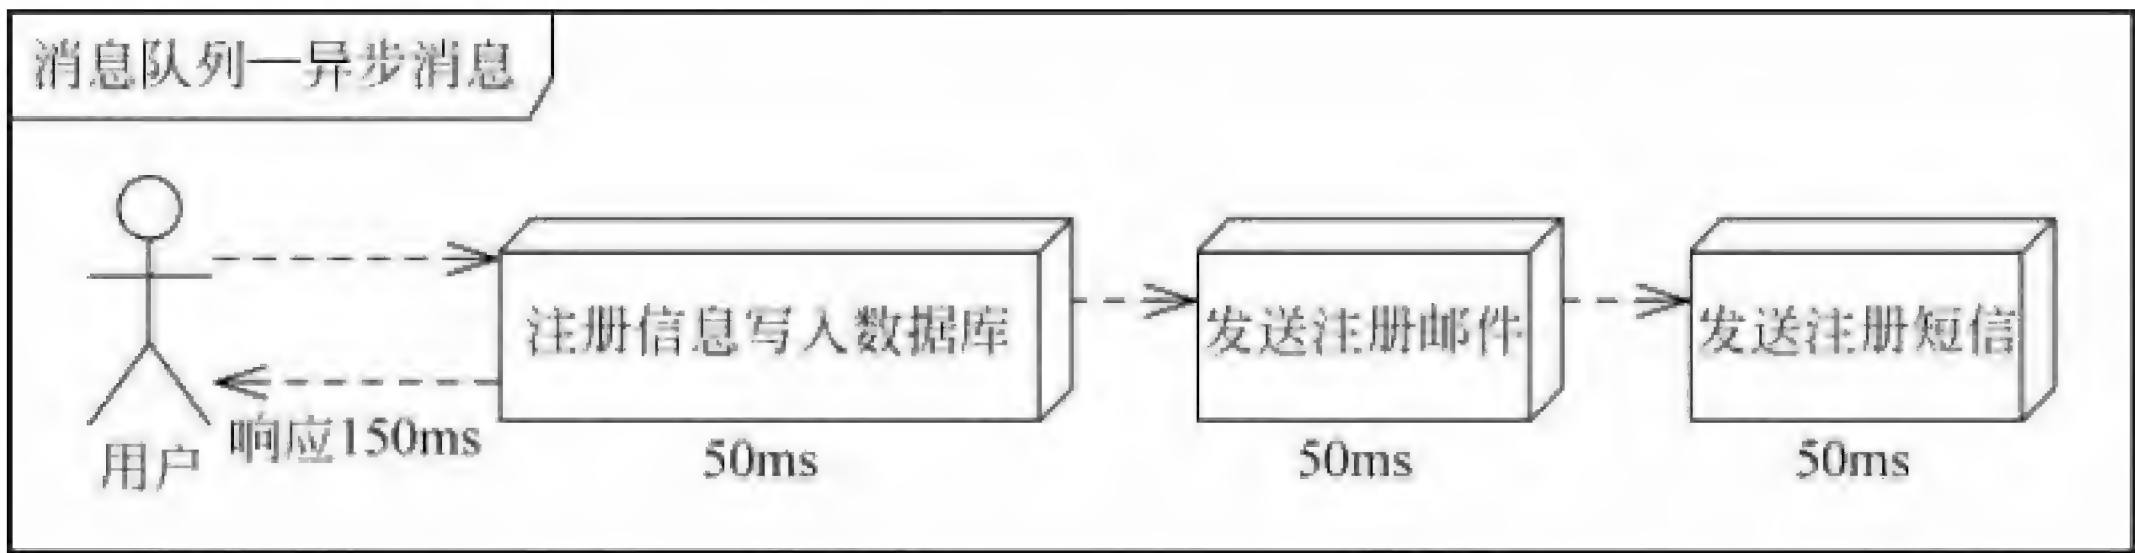 消息队列—异步消息
注册信息写入数据库
发送注册邮件
发送注册短信
响应150ms
用户
50ms
50ms
50ms